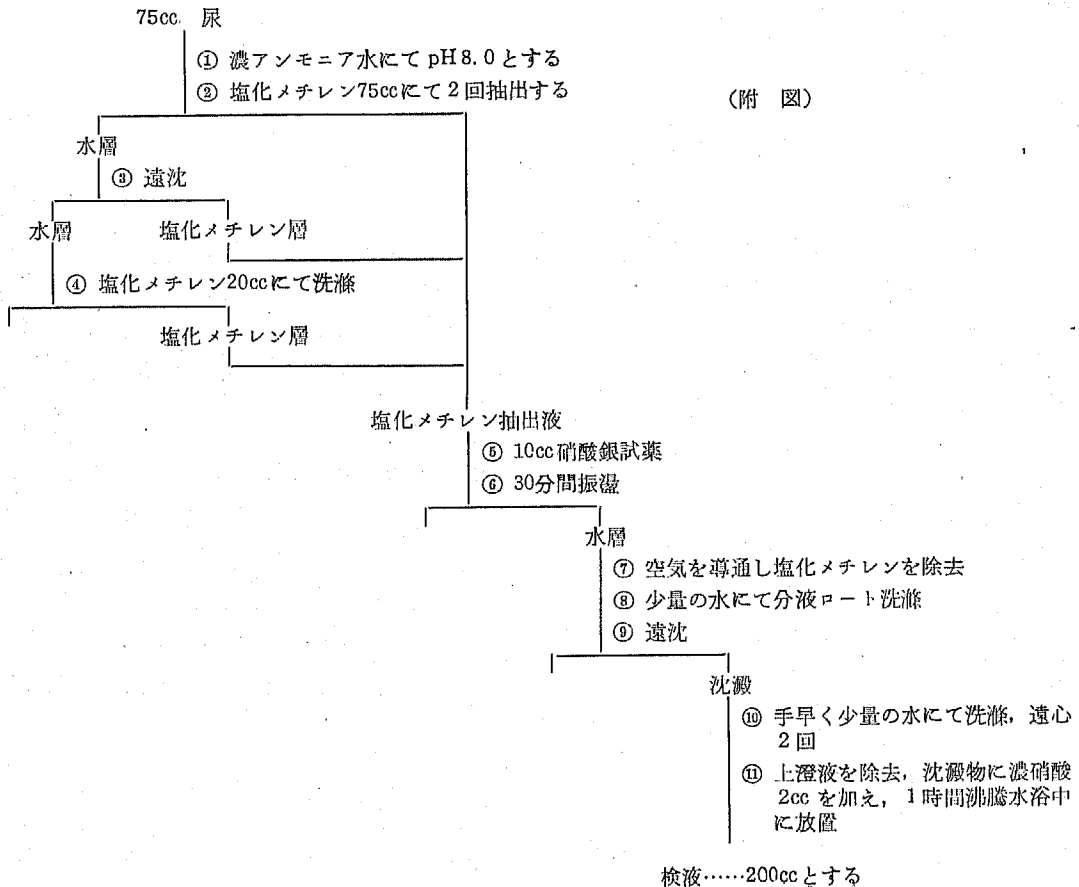 75cc 尿
① 濃アンモニア水にて pH 8.0 とする
② 塩化メチレン75ccにて2回抽出する
(附 図)
水層
③ 遠沈
水層
塩化メチレン層
④ 塩化メチレン20ccにて洗滌
塩化メチレン層
塩化メチレン抽出液
⑤ 10cc硝酸銀試薬
⑥ 30分間振盪
水層
⑦ 空気を導通し塩化メチレンを除去
⑧ 少量の水にて分液ロート洗滌
⑨ 遠沈
沈澱
⑩ 手早く少量の水にて洗滌,遠心
2回
⑪ 上澄液を除去,沈澱物に濃硝酸
2cc を加え,1時間沸騰水浴中
に放置
検液……200ccとする